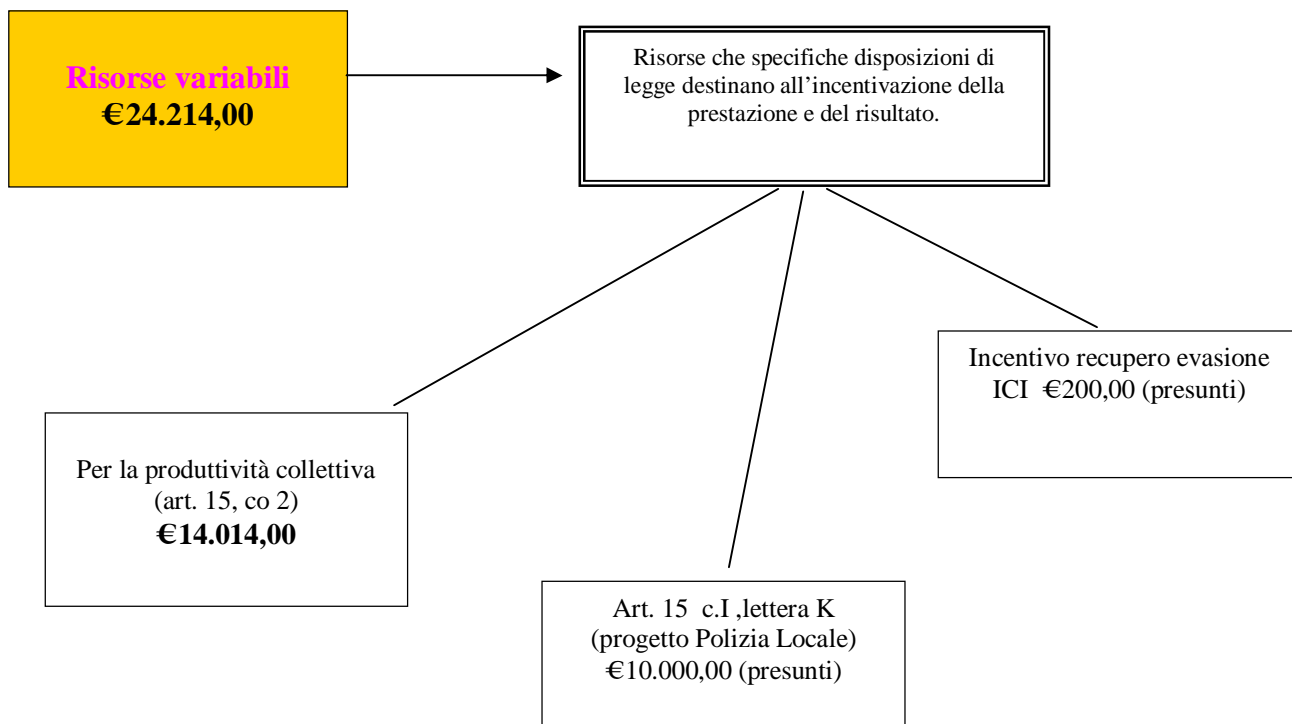 Risorse variabili
€24.214,00
Risorse che specifiche disposizioni di
legge destinano all’incentivazione della
prestazione e del risultato.
Incentivo recupero evasione
ICI €200,00 (presunti)
Per la produttività collettiva
(art. 15, co 2)
€14.014,00
Art. 15 c.I ,lettera K
(progetto Polizia Locale)
€10.000,00 (presunti)